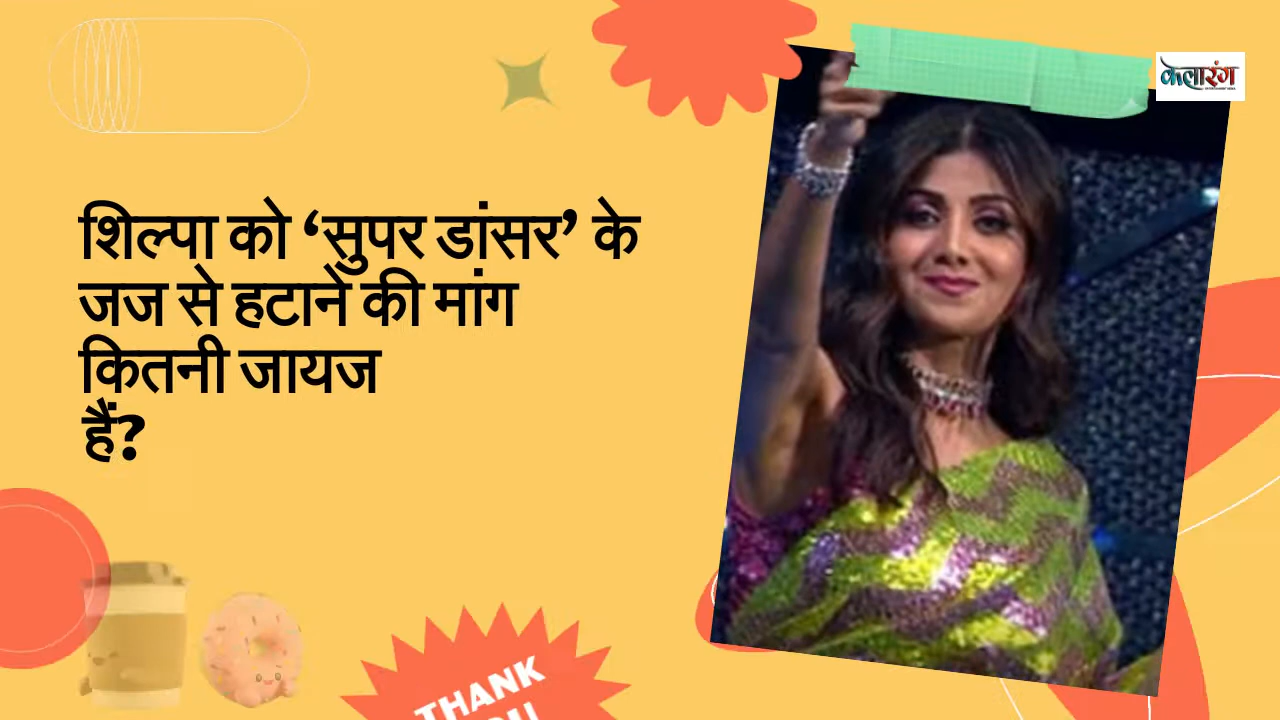 कलारंग
शिल्पा को ‘सुपर डांसर’ के
जज से हटाने की मांग
कितनी जायज
हैं?
THANK